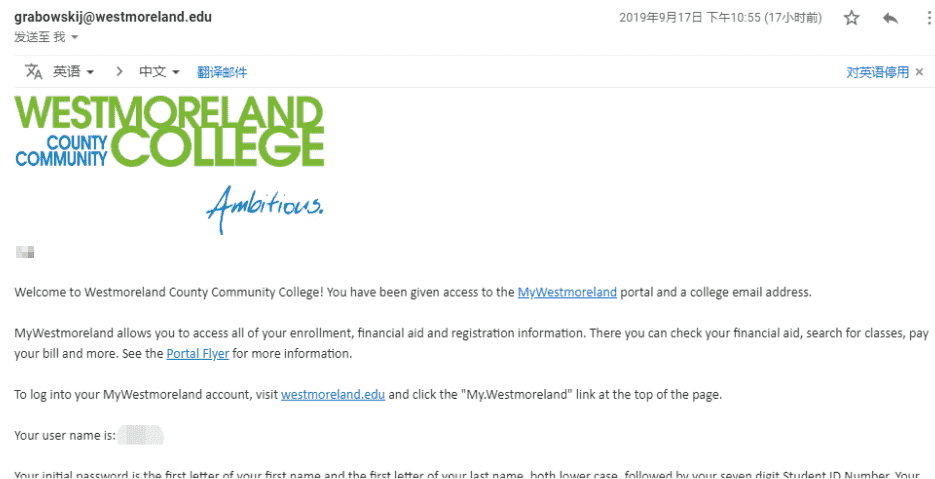 grabowskij@westmoreland.edu
2019年9月17日 下午10:55 (17小时前)
发送至 我
英语 > 中文 翻译邮件
对英语停用 ×
WESTMORELAND
COUNTY COMMUNITY COLLEGE
Ambitious.
Welcome to Westmoreland County Community College! You have been given access to the MyWestmoreland portal and a college email address.
MyWestmoreland allows you to access all of your enrollment, financial aid and registration information. There you can check your financial aid, search for classes, pay
your bill and more. See the Portal Flyer for more information.
To log into your MyWestmoreland account, visit westmoreland.edu and click the "My.Westmoreland" link at the top of the page.
Your user name is:
Your initial password is the first letter of your first name and the first letter of your last name, both lower case, followed by your seven digit Student ID Number. Your